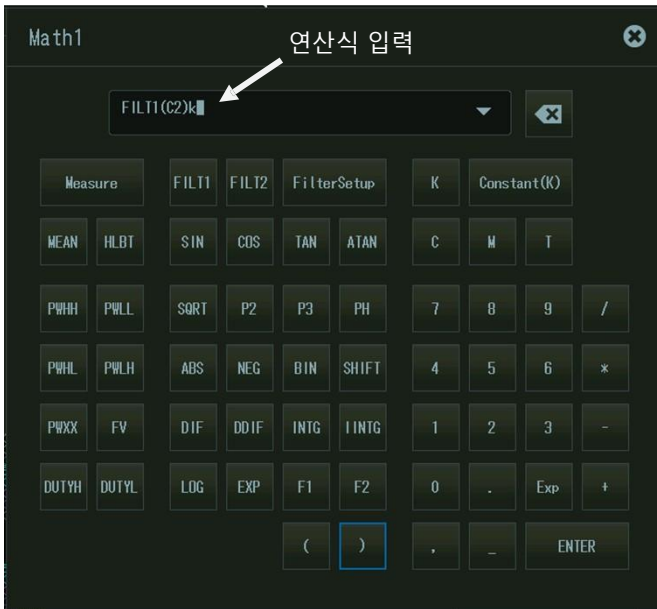 Math1
연산식 입력
FILT1(C2)k
Measure FILT1 FILT2 FilterSetup K Constant(K)
MEAN HLBT SIN COS TAN ATAN C M T
PWHH PWLL SQRT P2 P3 PH 7 8 9 /
PWHL PWLH ABS NEG BIN SHIFT 4 5 6 *
PWXX FV DIF DDIF INTG IINTG 1 2 3 -
DUTYH DUTYL LOG EXP F1 F2 0 . Exp +
( ) , _ ENTER